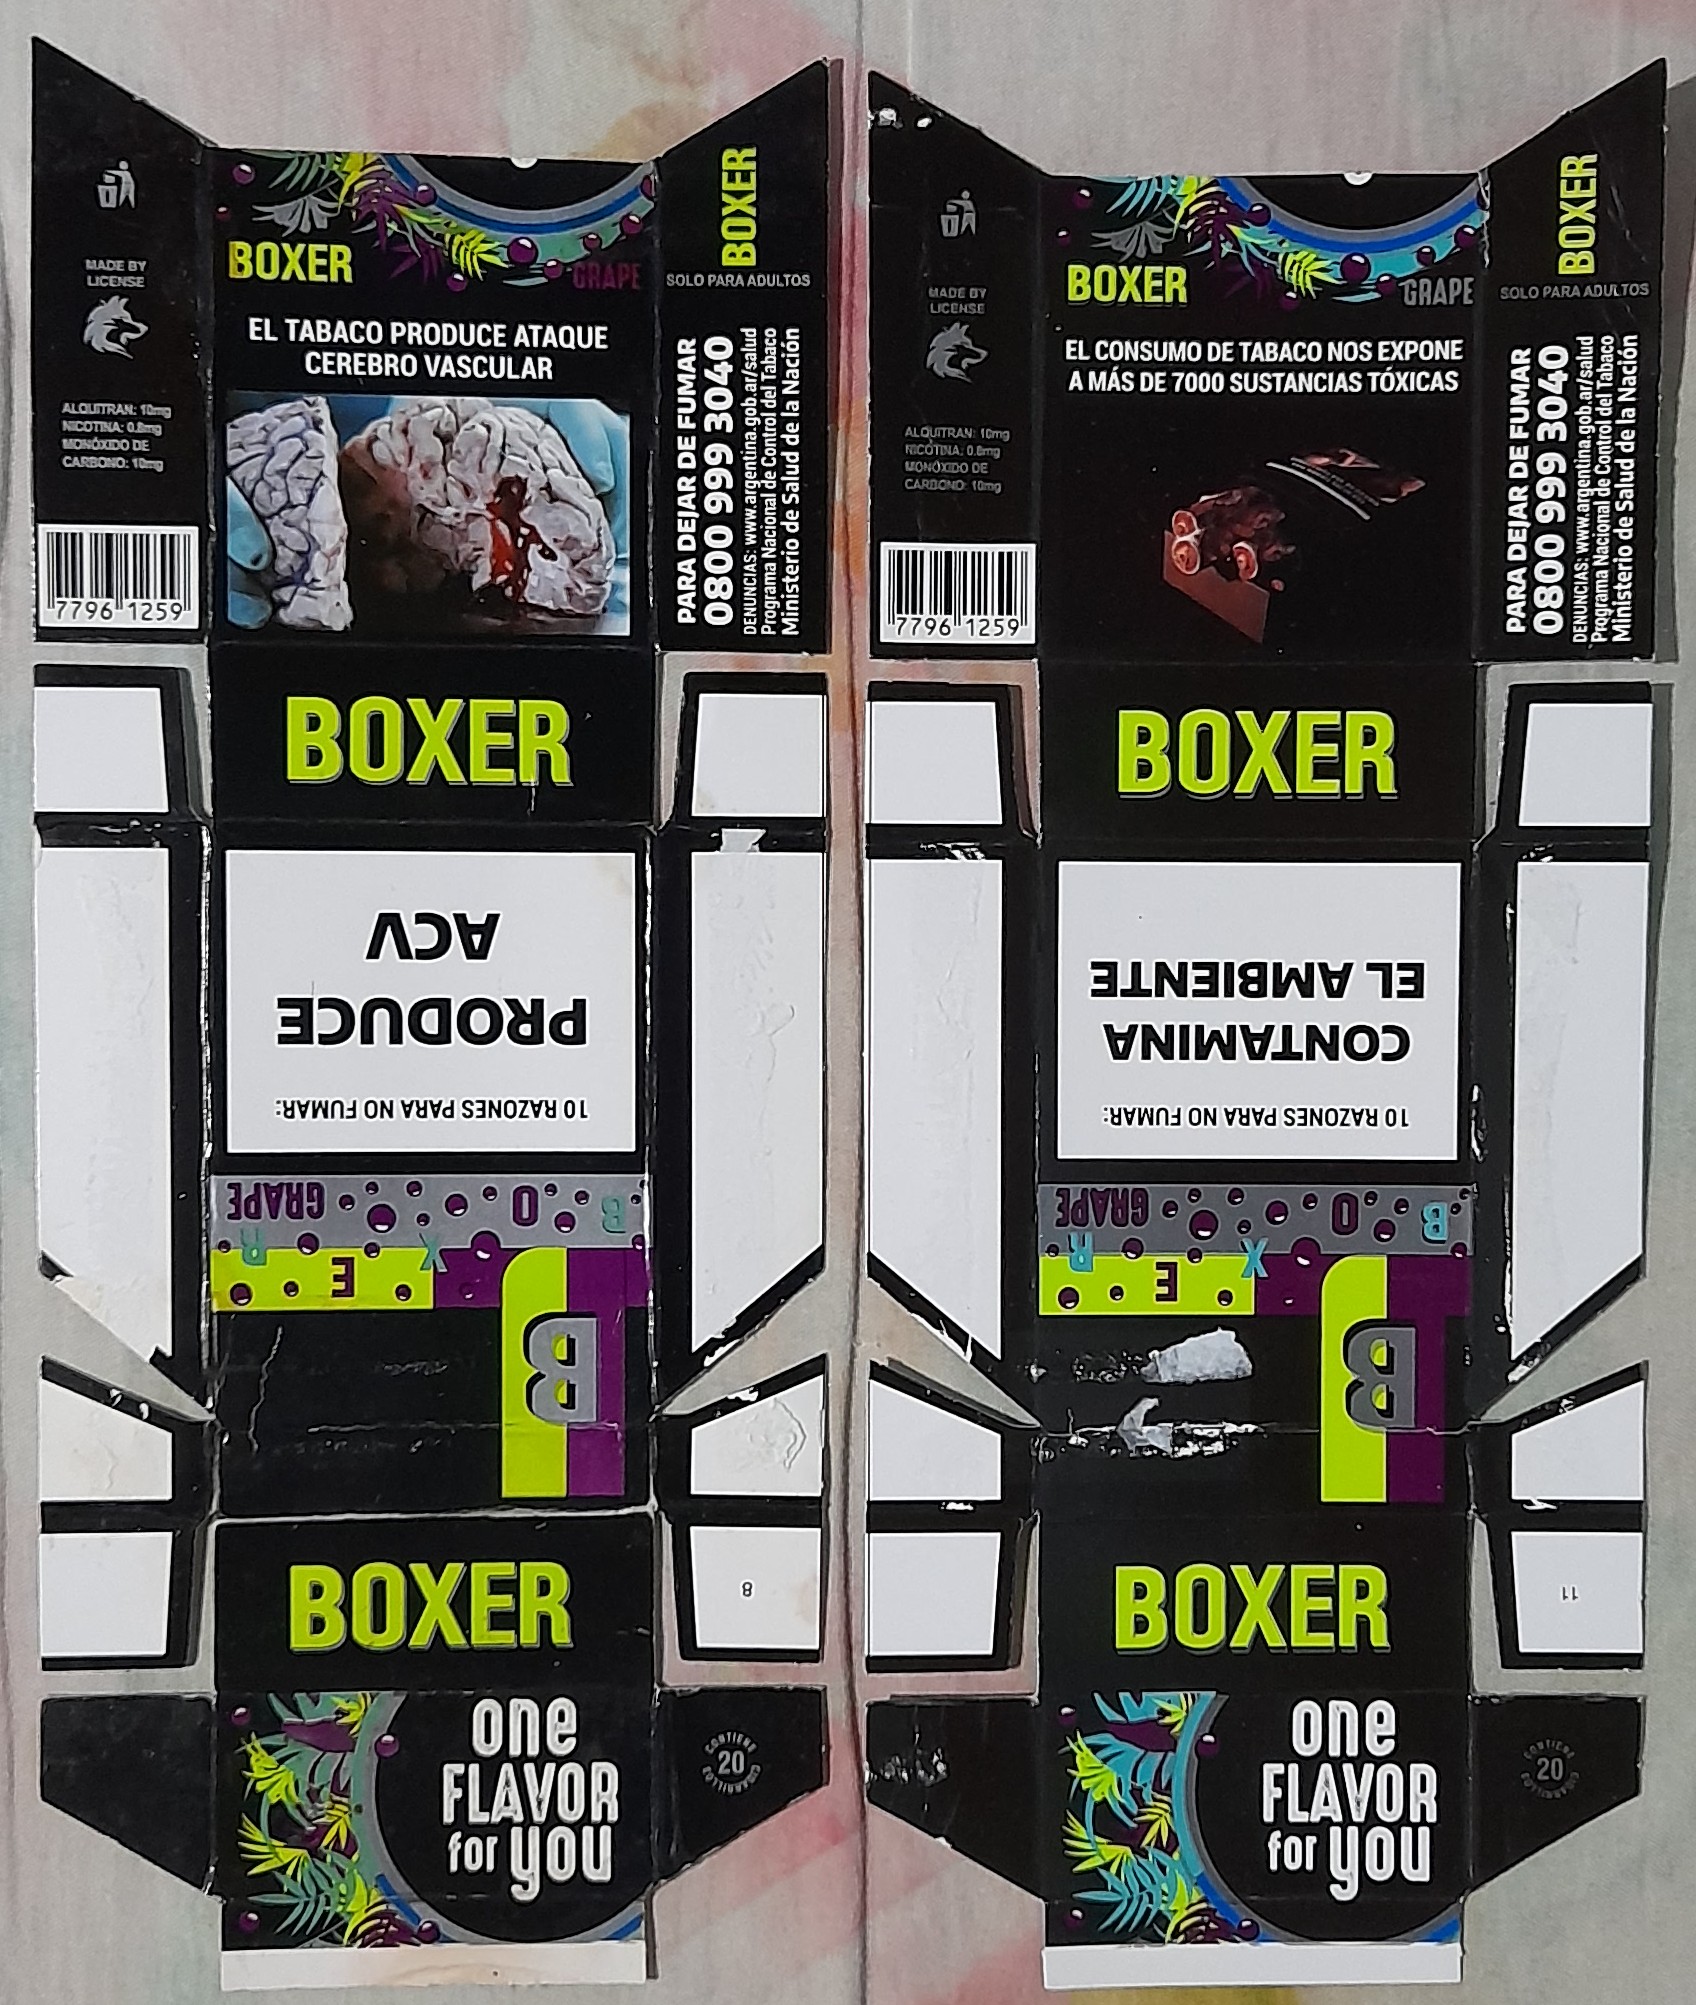 MADE BY
LICENSE
ALQUITRAN: 10mg
NICOTINA: 0.8mg
MONÓXIDO DE
CARBONO: 10mg
7796 1259
BOXER
GRAPE
EL TABACO PRODUCE ATAQUE
CEREBRO VASCULAR
BOXER
SOLO PARA ADULTOS
PARA DEJAR DE FUMAR
0800 999 3040
DENUNCIAS: www.argentina.gob.ar/salud
Programa Nacional de Control del Tabaco
Ministerio de Salud de la Nación
BOXER
10 RAZONES PARA NO FUMAR:
PRODUCE
ACV
B O X E R
GRAPE
B
BOXER
8
one
FLAVOR
for you
CONTIENE
20
CIGARRILLOS
MADE BY
LICENSE
ALQUITRAN: 10mg
NICOTINA: 0.8mg
MONÓXIDO DE
CARBONO: 10mg
7796 1259
BOXER
GRAPE
EL CONSUMO DE TABACO NOS EXPONE
A MÁS DE 7000 SUSTANCIAS TÓXICAS
BOXER
SOLO PARA ADULTOS
PARA DEJAR DE FUMAR
0800 999 3040
DENUNCIAS: www.argentina.gob.ar/salud
Programa Nacional de Control del Tabaco
Ministerio de Salud de la Nación
BOXER
10 RAZONES PARA NO FUMAR:
CONTAMINA
EL AMBIENTE
B O X E R
GRAPE
B
BOXER
11
one
FLAVOR
for you
CONTIENE
20
CIGARRILLOS